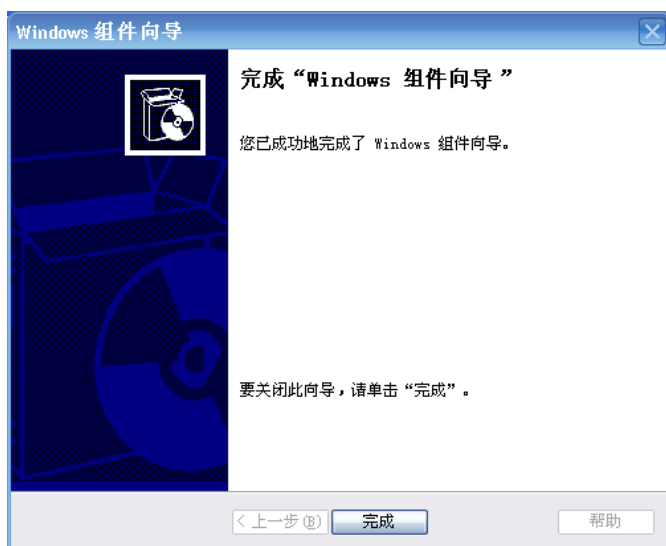 Windows 组件向导
完成“Windows 组件向导 ”
您已成功地完成了 Windows 组件向导。
要关闭此向导，请单击“完成”。
< 上一步(B)
完成
帮助